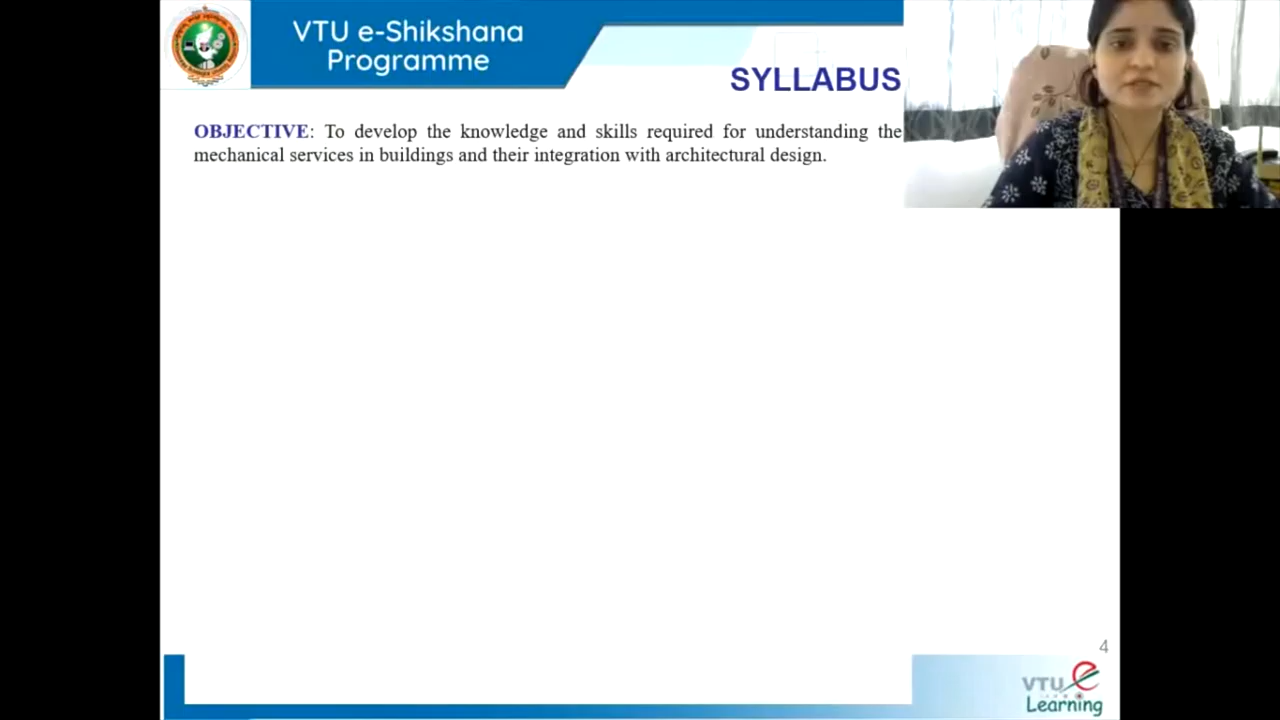 VTU e-Shikshana
Programme
SYLLABUS
OBJECTIVE: To develop the knowledge and skills required for understanding the
mechanical services in buildings and their integration with architectural design.
4
VTU e
Learning